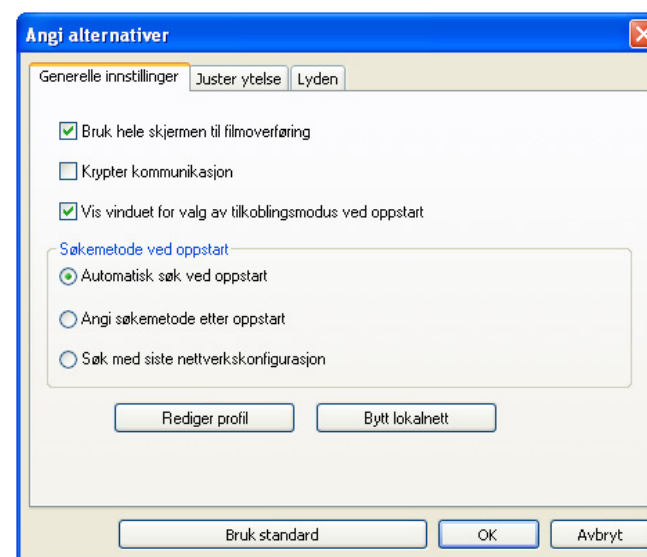 Angi alternativer
Generelle innstillinger Juster ytelse Lyden
Bruk hele skjermen til filmoverføring
Krypter kommunikasjon
Vis vinduet for valg av tilkoblingsmodus ved oppstart
Søkemetode ved oppstart
Automatisk søk ved oppstart
Angi søkemetode etter oppstart
Søk med siste nettverkskonfigurasjon
Rediger profil Bytt lokalnett
Bruk standard OK Avbryt